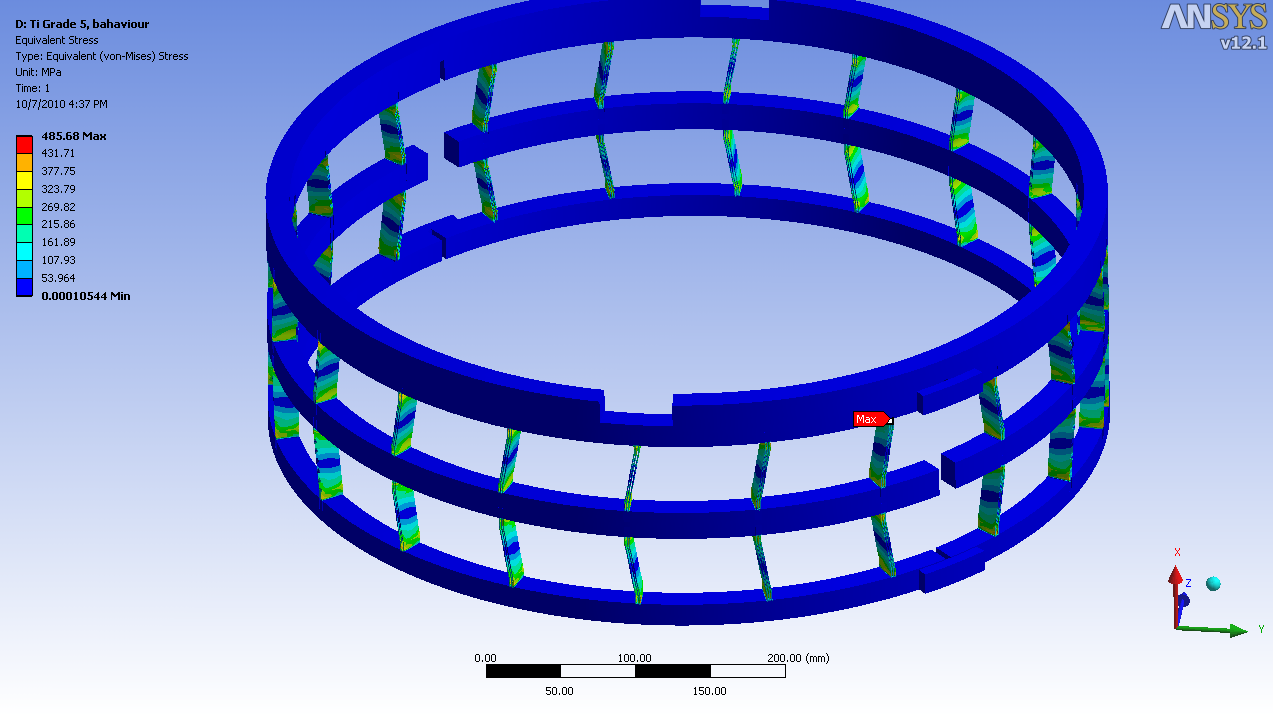 D: Ti Grade 5, bahaviour
Equivalent Stress
Type: Equivalent (von-Mises) Stress
Unit: MPa
Time: 1
10/7/2010 4:37 PM
ANSYS
v12.1
485.68 Max
431.71
377.75
323.79
269.82
215.86
161.89
107.93
53.964
0.00010544 Min
Max
X
Z
Y
0.00 100.00 200.00 (mm)
50.00 150.00